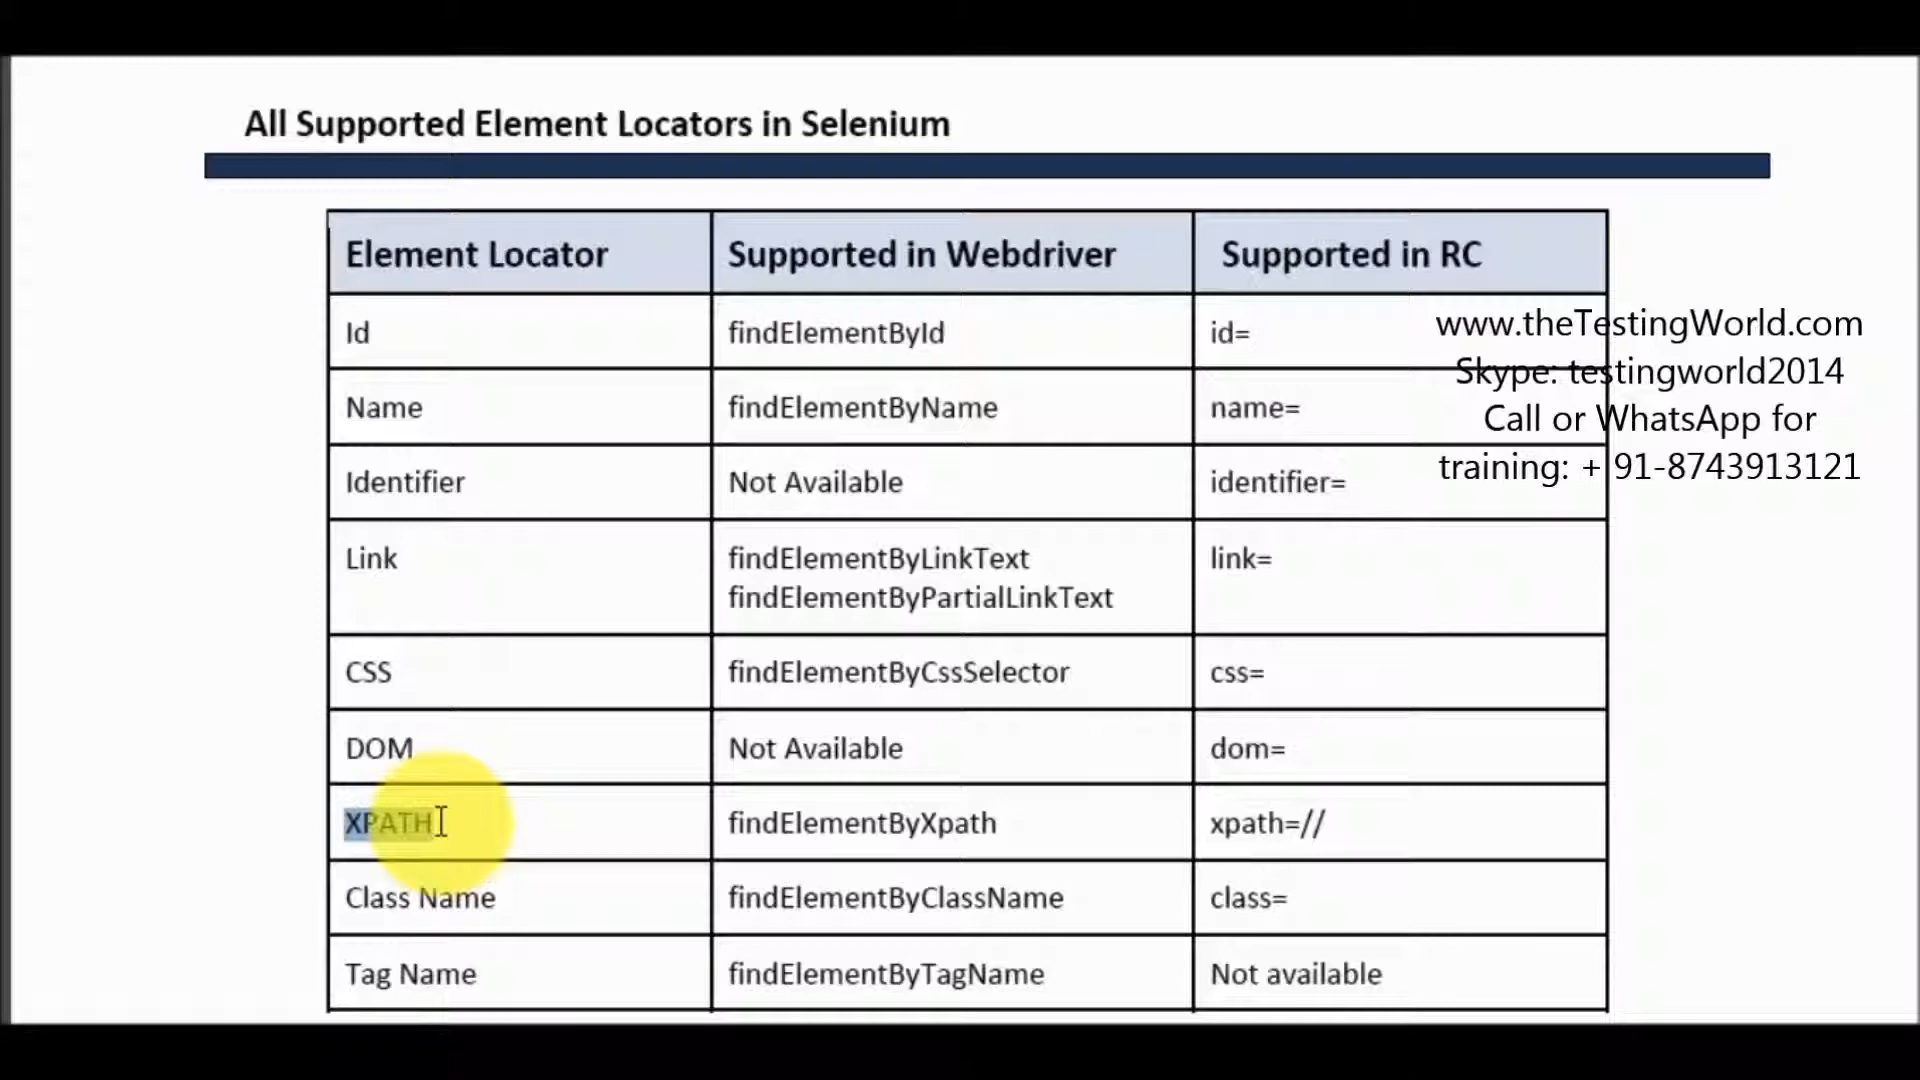 All Supported Element Locators in Selenium
Element Locator Supported in Webdriver Supported in RC
Id findElementById id=
Name findElementByName name=
Identifier Not Available identifier=
Link findElementByLinkText link=
findElementByPartialLinkText
CSS findElementByCssSelector css=
DOM Not Available dom=
XPATH findElementByXpath xpath=//
Class Name findElementByClassName class=
Tag Name findElementByTagName Not available
www.theTestingWorld.com
Skype: testingworld2014
Call or WhatsApp for
training: + 91-8743913121